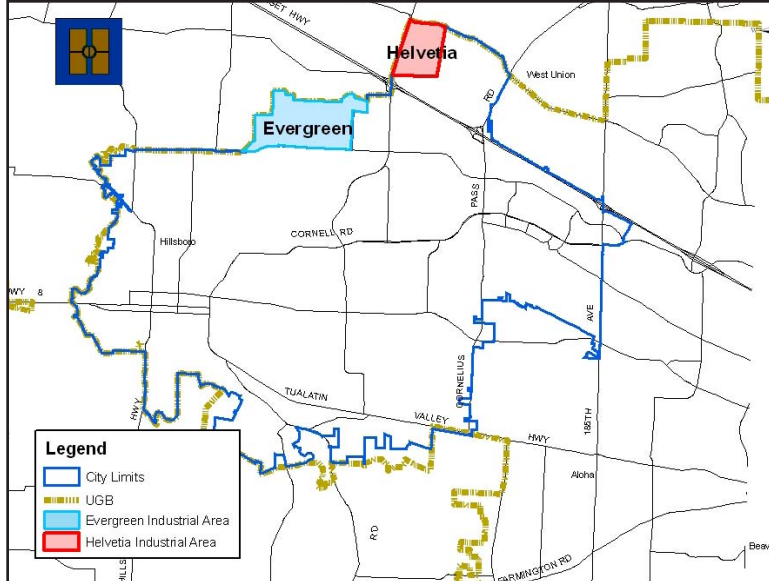 SET HWY
Helvetia
West Union
RD
Evergreen
PASS
Hillsboro
CORNELL RD
HWY 8
AVE
CORNELIUS
TUALATIN
VALLEY
HWY
HWY
185TH
Aloha
Legend
City Limits
UGB
Evergreen Industrial Area
Helvetia Industrial Area
RD
HILLS
FARMINGTON RD
Beav